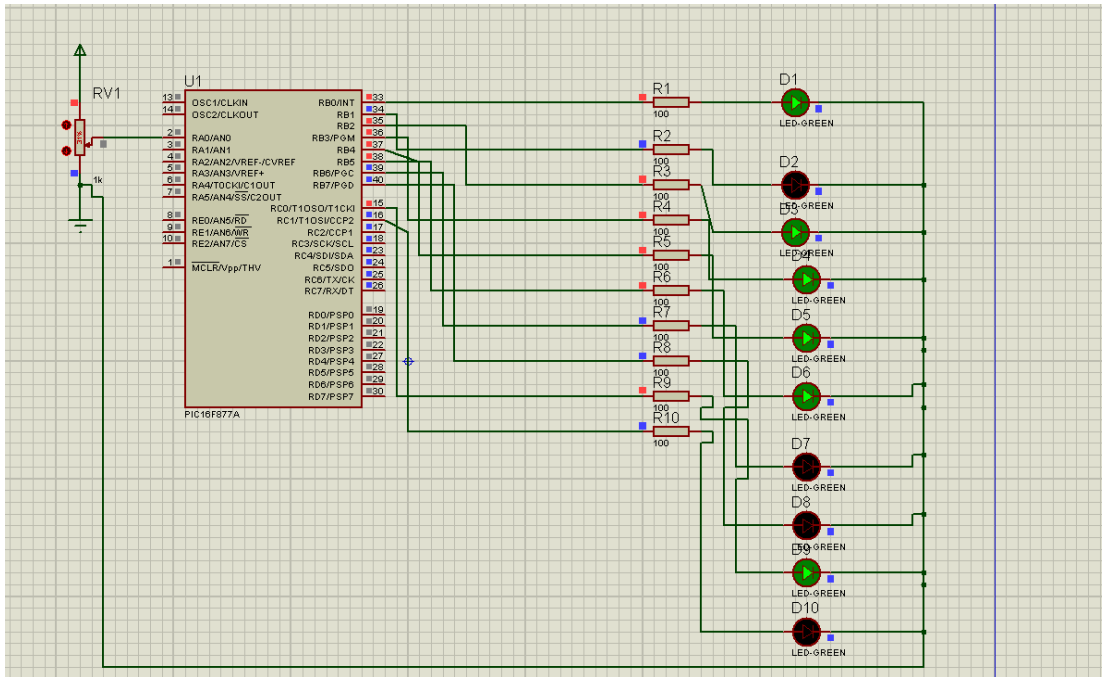 RV1
1k
U1
13
OSC1/CLKIN
14
OSC2/CLKOUT
2
RA0/AN0
3
RA1/AN1
4
RA2/AN2/VREF-/CVREF
5
RA3/AN3/VREF+
6
RA4/T0CKI/C1OUT
7
RA5/AN4/SS/C2OUT
8
RE0/AN5/RD
9
RE1/AN6/WR
10
RE2/AN7/CS
1
MCLR/Vpp/THV
RB0/INT
33
RB1
34
RB2
35
RB3/PGM
36
RB4
37
RB5
38
RB6/PGC
39
RB7/PGD
40
RC0/T1OSO/T1CKI
15
RC1/T1OSI/CCP2
16
RC2/CCP1
17
RC3/SCK/SCL
18
RC4/SDI/SDA
23
RC5/SDO
24
RC6/TX/CK
25
RC7/RX/DT
26
RD0/PSP0
19
RD1/PSP1
20
RD2/PSP2
21
RD3/PSP3
22
RD4/PSP4
27
RD5/PSP5
28
RD6/PSP6
29
RD7/PSP7
30
PIC16F877A
R1
100
R2
100
R3
100
R4
100
R5
100
R6
100
R7
100
R8
100
R9
100
R10
100
D1
LED-GREEN
D2
LED-GREEN
D3
LED-GREEN
D4
LED-GREEN
D5
LED-GREEN
D6
LED-GREEN
D7
LED-GREEN
D8
LED-GREEN
D9
LED-GREEN
D10
LED-GREEN